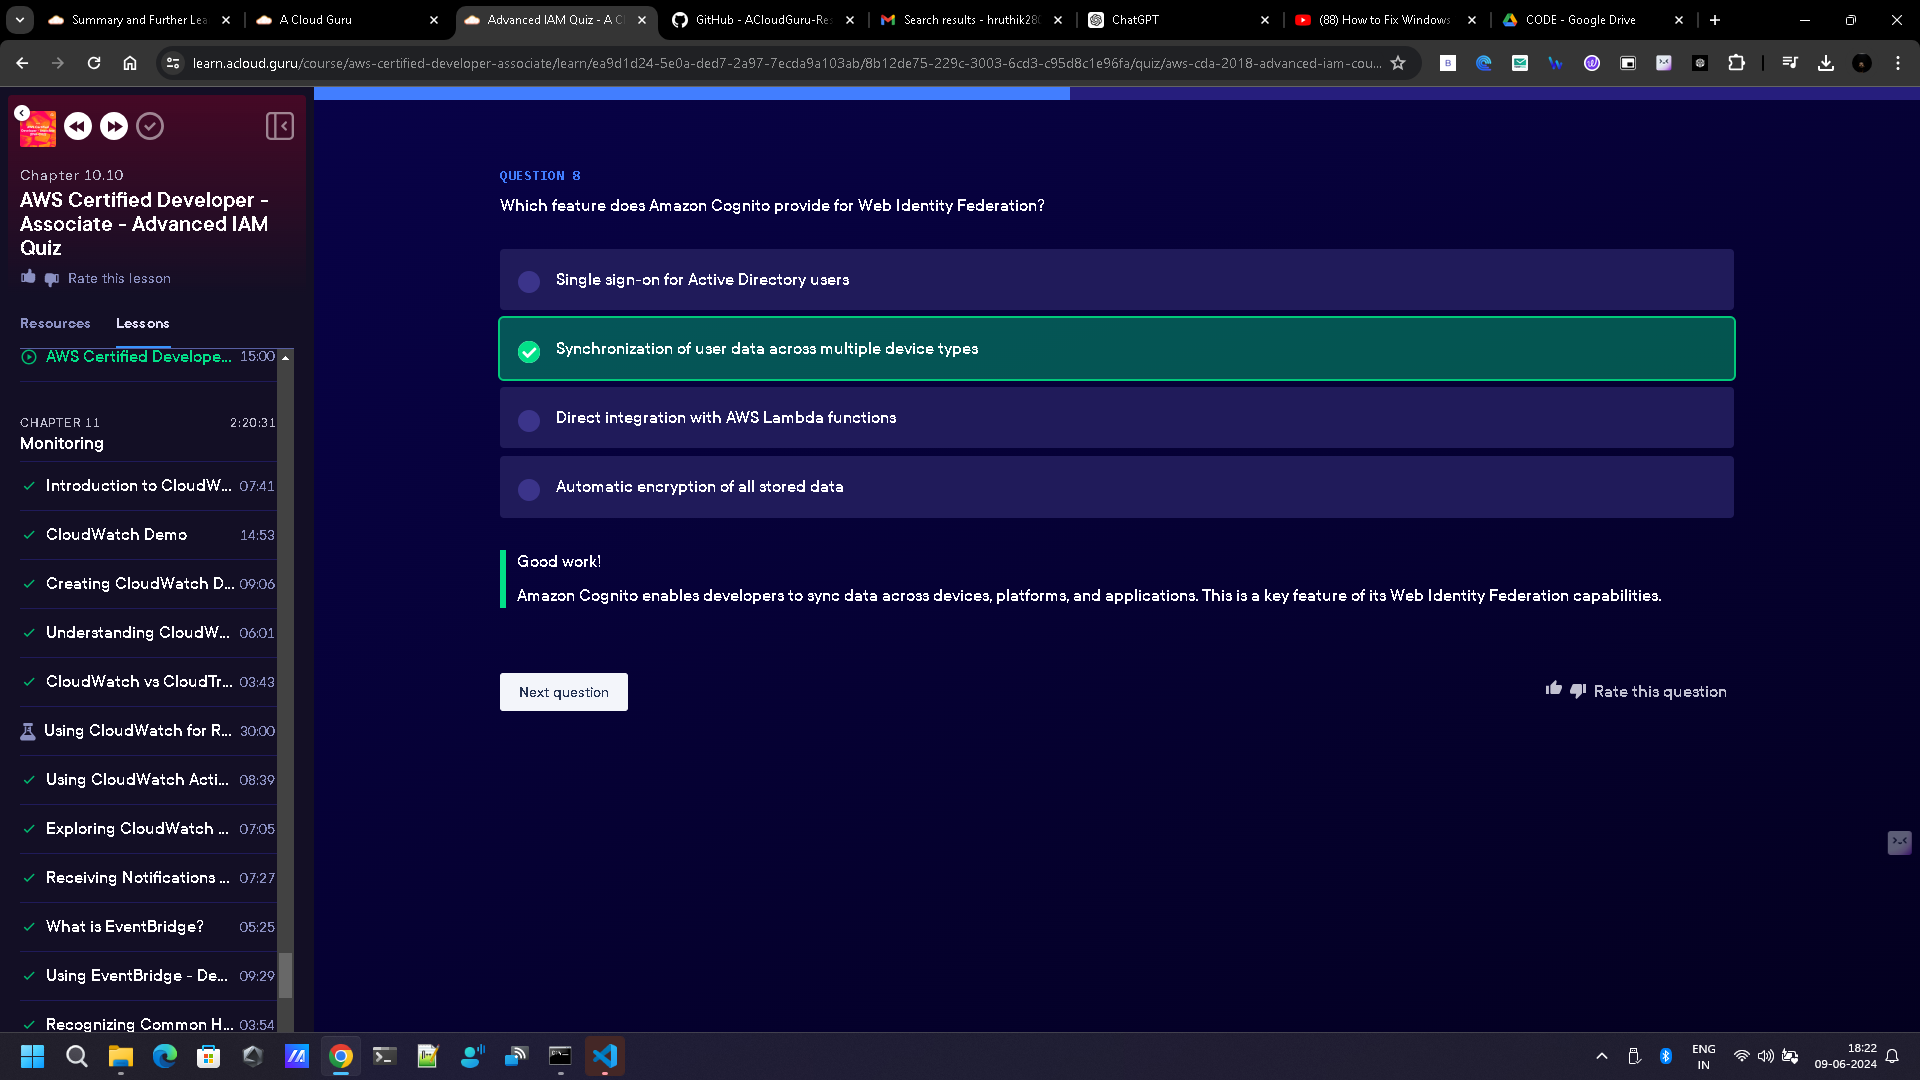 Summary and Further Lea
A Cloud Guru
Advanced IAM Quiz - A Cl
GitHub - ACloudGuru-Res
Search results - hruthik280
ChatGPT
(88) How to Fix Windows
CODE - Google Drive
learn.acloud.guru/course/aws-certified-developer-associate/learn/ea9d1d24-5e0a-ded7-2a97-7ecda9a103ab/8b12de75-229c-3003-6cd3-c95d8c1e96fa/quiz/aws-cda-2018-advanced-iam-cou...
Chapter 10.10
AWS Certified Developer -
Associate - Advanced IAM
Quiz
Rate this lesson
Resources
Lessons
AWS Certified Develope... 15:00
CHAPTER 11 2:20:31
Monitoring
Introduction to CloudW... 07:41
CloudWatch Demo 14:53
Creating CloudWatch D... 09:06
Understanding CloudW... 06:01
CloudWatch vs CloudTr... 03:43
Using CloudWatch for R... 30:00
Using CloudWatch Acti... 08:39
Exploring CloudWatch ... 07:05
Receiving Notifications ... 07:27
What is EventBridge? 05:25
Using EventBridge - De... 09:29
Recognizing Common H... 03:54
QUESTION 8
Which feature does Amazon Cognito provide for Web Identity Federation?
Single sign-on for Active Directory users
Synchronization of user data across multiple device types
Direct integration with AWS Lambda functions
Automatic encryption of all stored data
Good work!
Amazon Cognito enables developers to sync data across devices, platforms, and applications. This is a key feature of its Web Identity Federation capabilities.
Next question
Rate this question
ENG
IN
18:22
09-06-2024